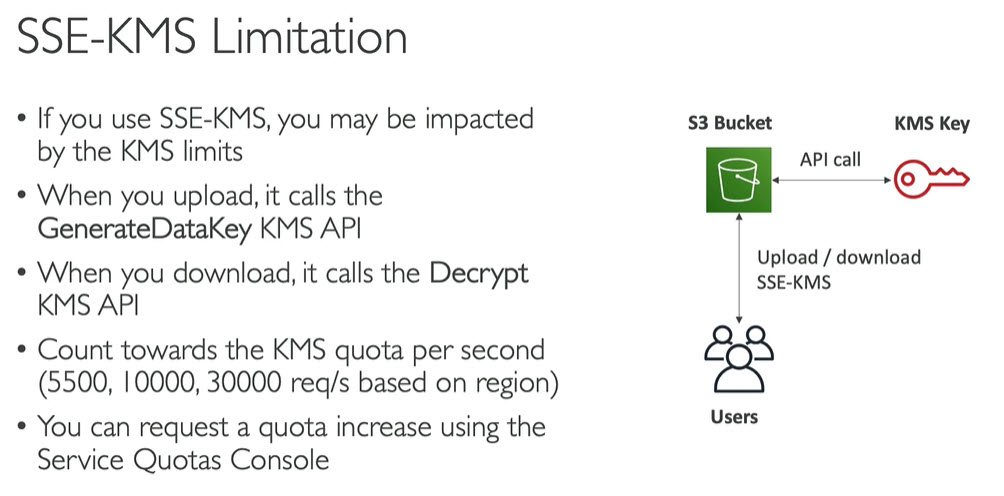 SSE-KMS Limitation
• If you use SSE-KMS, you may be impacted
by the KMS limits
• When you upload, it calls the
GenerateDataKey KMS API
• When you download, it calls the Decrypt
KMS API
• Count towards the KMS quota per second
(5500, 10000, 30000 req/s based on region)
• You can request a quota increase using the
Service Quotas Console
S3 Bucket
KMS Key
API call
Upload / download
SSE-KMS
Users